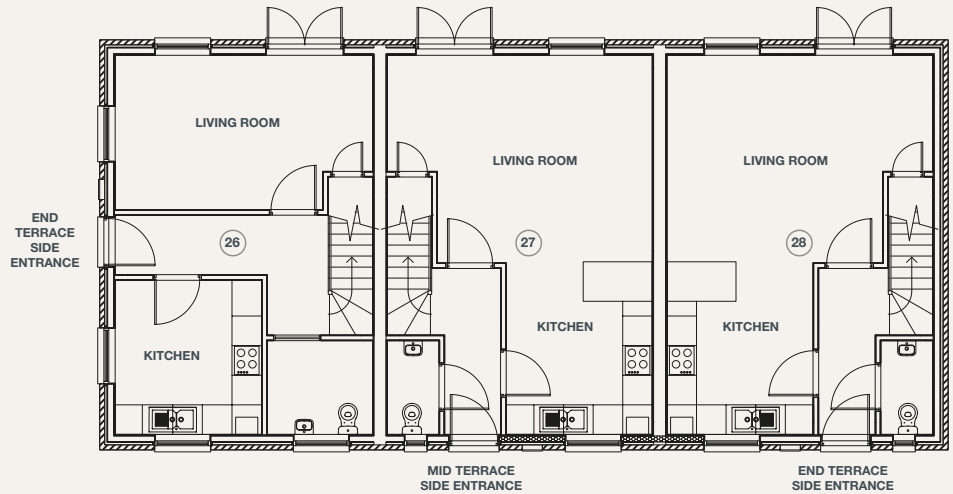 LIVING ROOM
LIVING ROOM
LIVING ROOM
END
TERRACE
SIDE
ENTRANCE
26
27
28
KITCHEN
KITCHEN
KITCHEN
MID TERRACE
SIDE ENTRANCE
END TERRACE
SIDE ENTRANCE